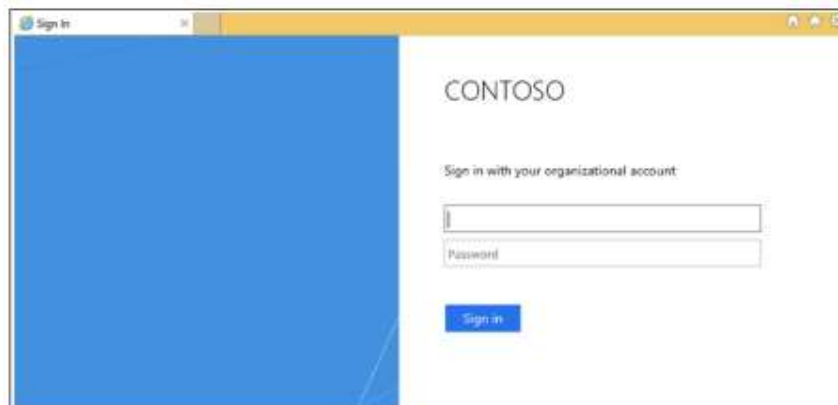 Sign In
CONTOSO
Sign in with your organizational account
Password
Sign in